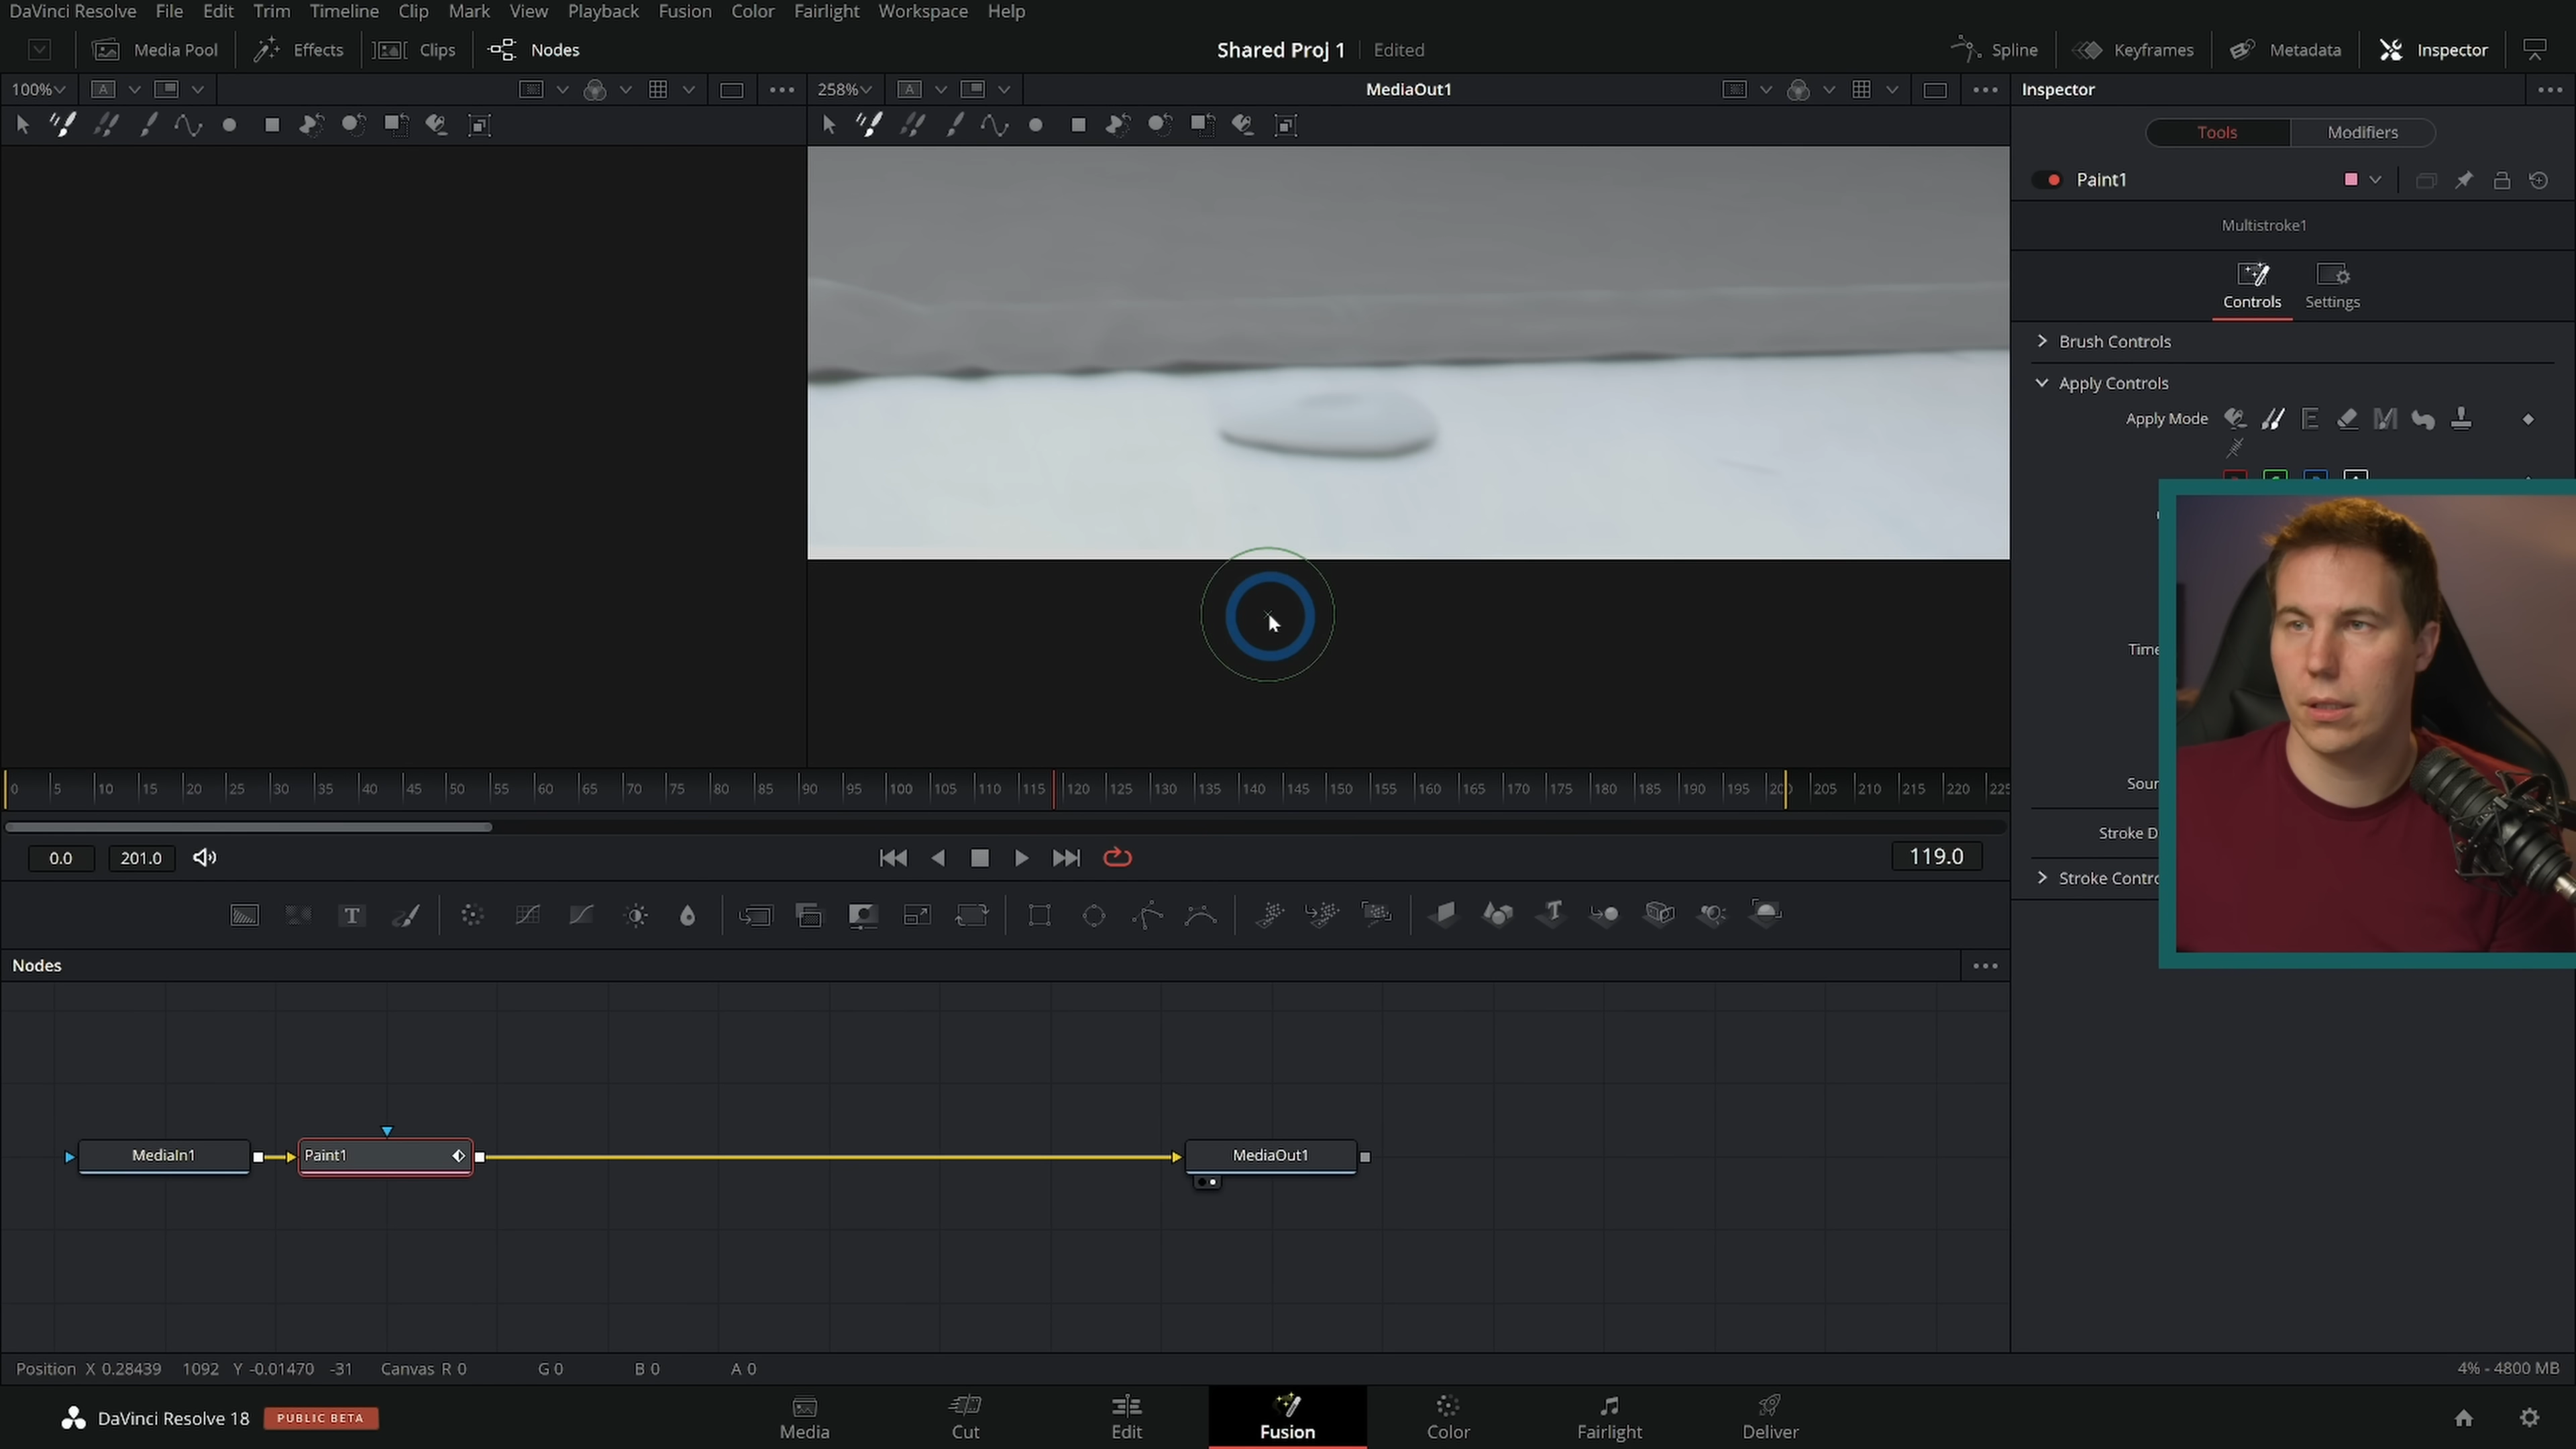 DaVinci Resolve File Edit Trim Timeline Clip Mark View Playback Fusion Color Fairlight Workspace Help
Media Pool Effects Clips Nodes Shared Proj 1 Edited Spline Keyframes Metadata Inspector
100% A 258% A MediaOut1 Inspector
Tools Modifiers
Paint1
Multistroke1
Controls Settings
Brush Controls
Apply Controls
Apply Mode
Time
Sour
0 5 10 15 20 25 30 35 40 45 50 55 60 65 70 75 80 85 90 95 100 105 110 115 120 125 130 135 140 145 150 155 160 165 170 175 180 185 190 195 205 210 215 220 225
Stroke D
0.0 201.0 119.0
Stroke Contr
T
Nodes
MediaIn1 Paint1 MediaOut1
Position X 0.28439 1092 Y -0.01470 -31 Canvas R 0 G 0 B 0 A 0 4% - 4800 MB
DaVinci Resolve 18 PUBLIC BETA Media Cut Edit Fusion Color Fairlight Deliver